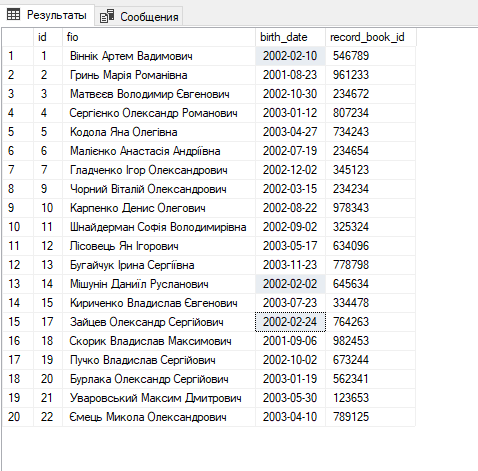 Результаты Сообщения
id fio birth_date record_book_id
1 1 Віннік Артем Вадимович 2002-02-10 546789
2 2 Гринь Марія Романівна 2001-08-23 961233
3 3 Матвєєв Володимир Євгенович 2002-10-30 234672
4 4 Сергієнко Олександр Романович 2003-01-12 807234
5 5 Кодола Яна Олегівна 2003-04-27 734243
6 6 Малієнко Анастасія Андріївна 2002-07-19 234654
7 7 Гладченко Ігор Олександрович 2002-12-02 345123
8 9 Чорний Віталій Олександрович 2002-03-15 234234
9 10 Карпенко Денис Олегович 2002-08-22 978343
10 11 Шнайдерман Софія Володимирівна 2002-09-02 325324
11 12 Лісовець Ян Ігорович 2003-05-17 634096
12 13 Бугайчук Ірина Сергіївна 2003-11-23 778798
13 14 Мішунін Даниїл Русланович 2002-02-02 645634
14 15 Кириченко Владислав Євгенович 2003-07-23 334478
15 17 Зайцев Олександр Сергійович 2002-02-24 764263
16 18 Скорик Владислав Максимович 2001-09-06 982453
17 19 Пучко Владислав Сергійович 2002-10-02 673244
18 20 Бурлака Олександр Сергійович 2003-01-19 562341
19 21 Уваровський Максим Дмитрович 2003-05-30 123653
20 22 Ємець Микола Олександрович 2003-04-10 789125